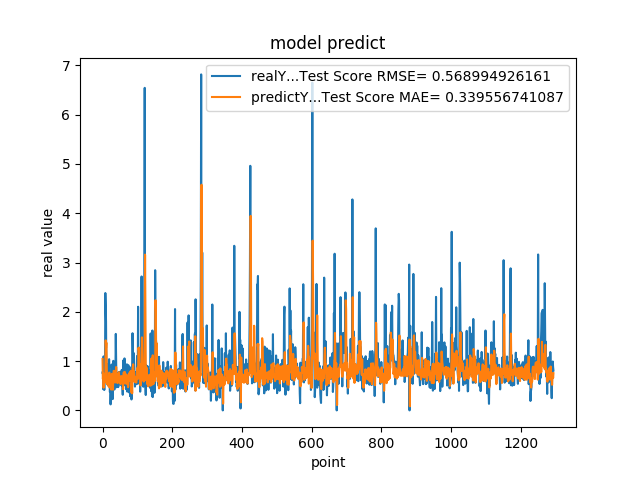 model predict
realY...Test Score RMSE= 0.568994926161
predictY...Test Score MAE= 0.339556741087
real value
7
6
5
4
3
2
1
0
0 200 400 600 800 1000 1200
point